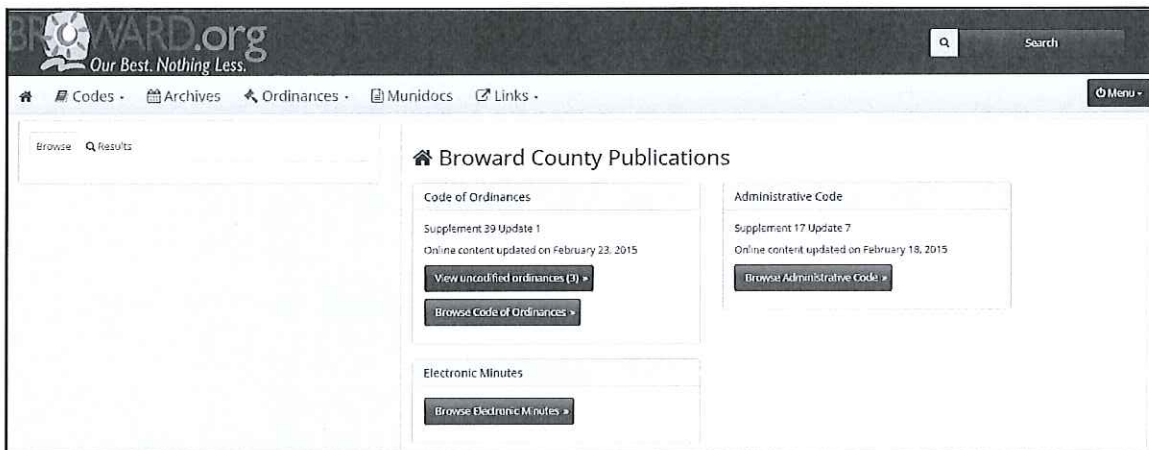 BROWARD.org
Our Best. Nothing Less.
Search
Codes
Archives
Ordinances
Munidocs
Links
Menu
Browse
Results
Broward County Publications
Code of Ordinances
Supplement 39 Update 1
Online content updated on February 23, 2015
View uncodified ordinances (3) »
Browse Code of Ordinances »
Administrative Code
Supplement 17 Update 7
Online content updated on February 18, 2015
Browse Administrative Code »
Electronic Minutes
Browse Electronic Minutes »